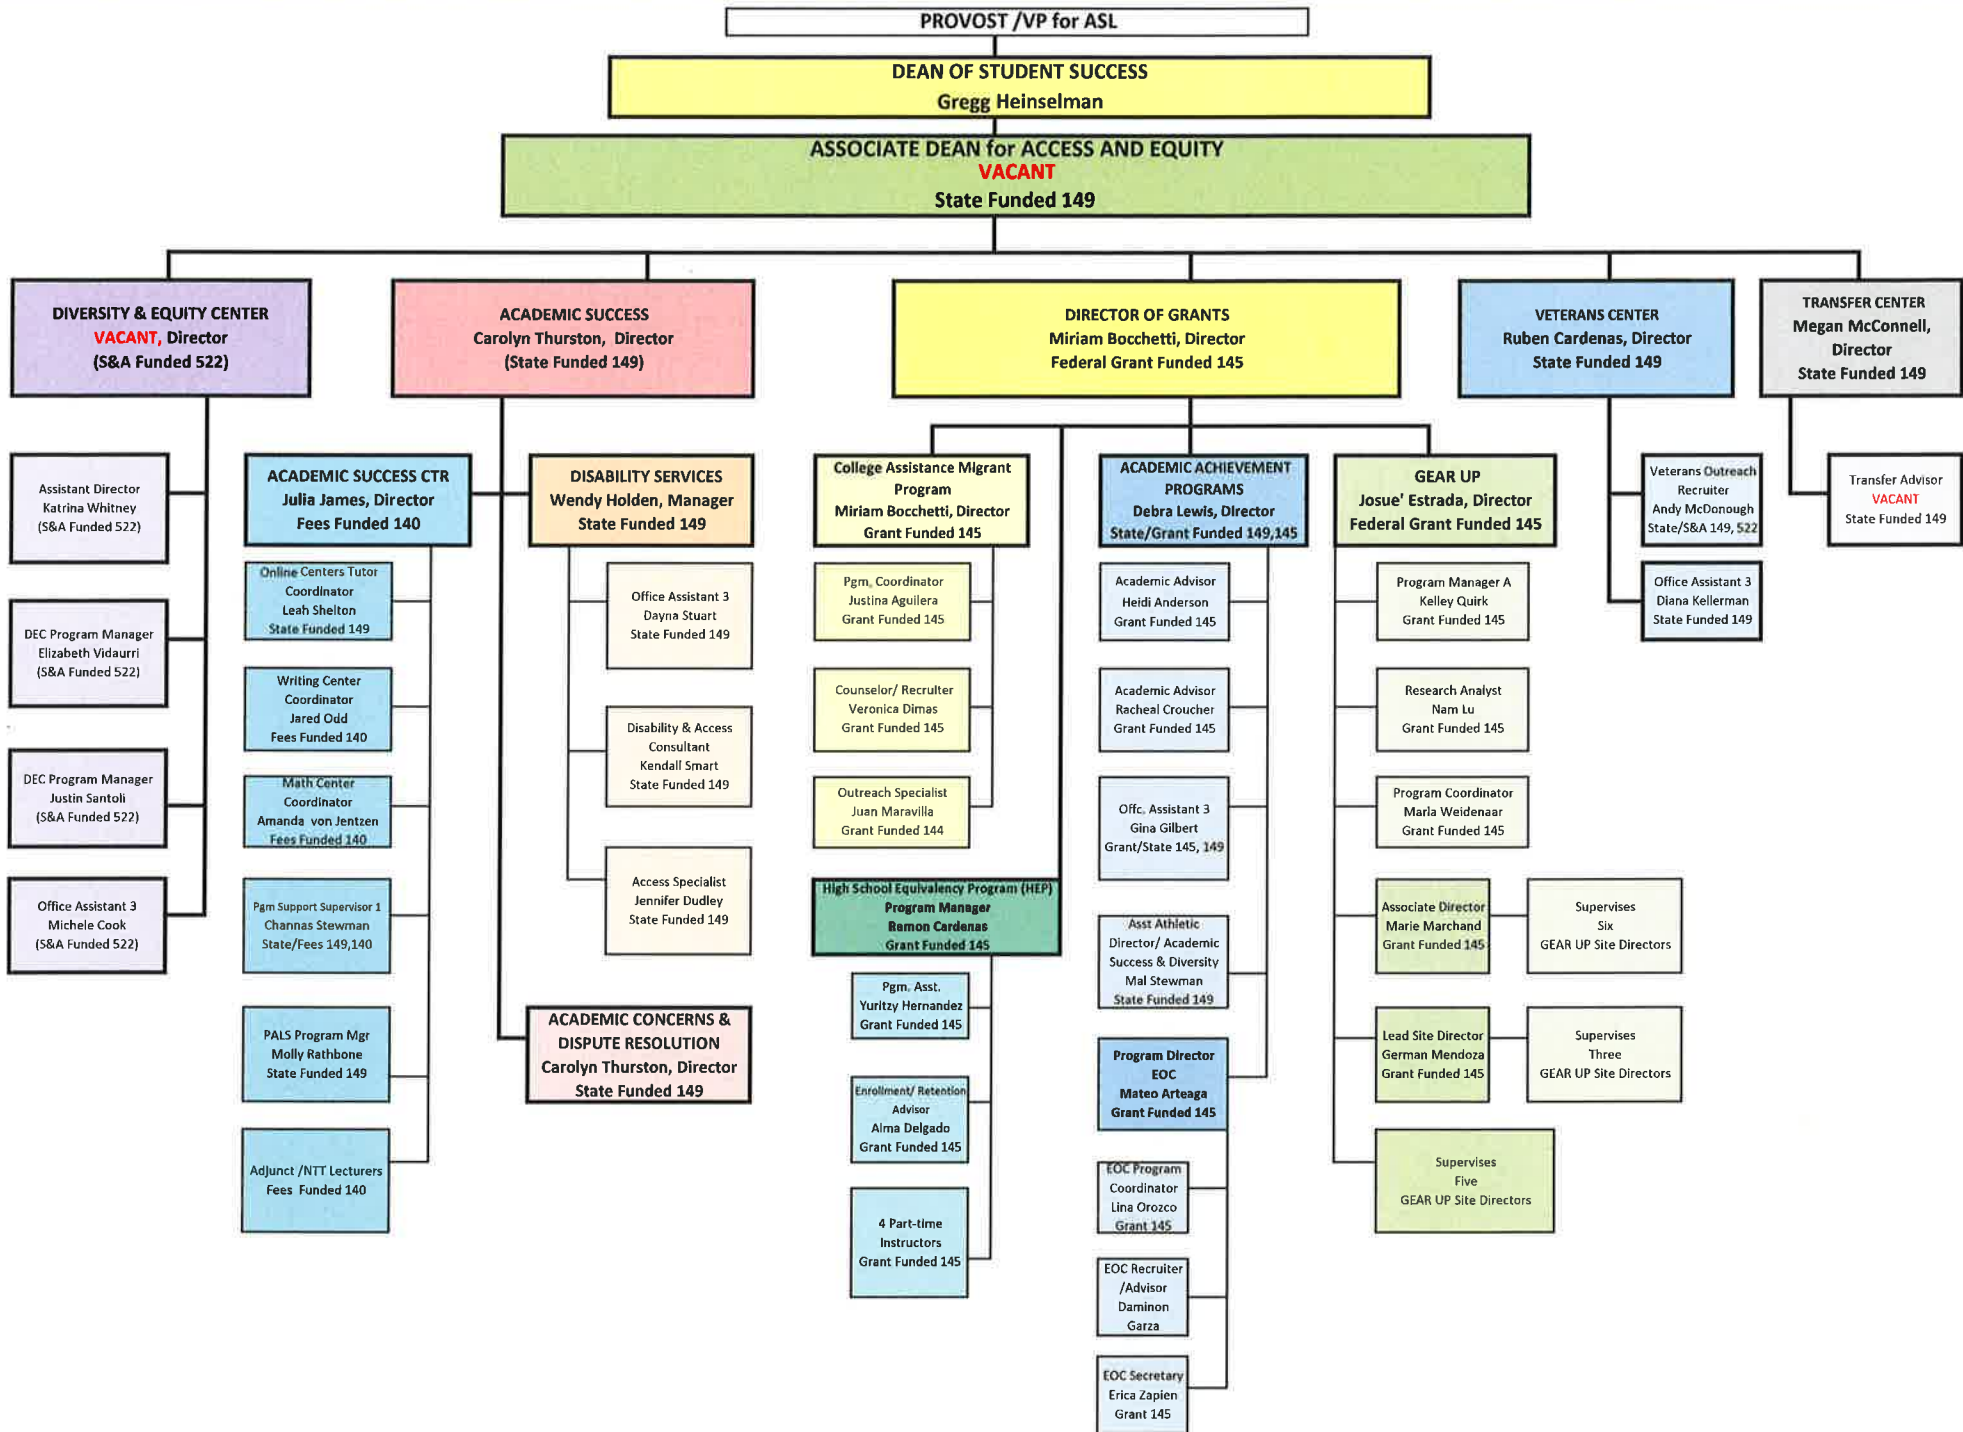 PROVOST /VP for ASL
DEAN OF STUDENT SUCCESS
Gregg Heinselman
ASSOCIATE DEAN for ACCESS AND EQUITY
VACANT
State Funded 149
DIVERSITY & EQUITY CENTER
VACANT, Director
(S&A Funded 522)
ACADEMIC SUCCESS
Carolyn Thurston, Director
(State Funded 149)
DIRECTOR OF GRANTS
Miriam Bocchetti, Director
Federal Grant Funded 145
VETERANS CENTER
Ruben Cardenas, Director
State Funded 149
TRANSFER CENTER
Megan McConnell,
Director
State Funded 149
Assistant Director
Katrina Whitney
(S&A Funded 522)
DEC Program Manager
Elizabeth Vidaurri
(S&A Funded 522)
DEC Program Manager
Justin Santoli
(S&A Funded 522)
Office Assistant 3
Michele Cook
(S&A Funded 522)
ACADEMIC SUCCESS CTR
Julia James, Director
Fees Funded 140
Online Centers Tutor
Coordinator
Leah Shelton
State Funded 149
Writing Center
Coordinator
Jared Odd
Fees Funded 140
Math Center
Coordinator
Amanda von Jentzen
Fees Funded 140
Pgm Support Supervisor 1
Channas Stewman
State/Fees 149,140
PALS Program Mgr
Molly Rathbone
State Funded 149
Adjunct /NTT Lecturers
Fees Funded 140
DISABILITY SERVICES
Wendy Holden, Manager
State Funded 149
Office Assistant 3
Dayna Stuart
State Funded 149
Disability & Access
Consultant
Kendall Smart
State Funded 149
Access Specialist
Jennifer Dudley
State Funded 149
ACADEMIC CONCERNS &
DISPUTE RESOLUTION
Carolyn Thurston, Director
State Funded 149
College Assistance Migrant
Program
Miriam Bocchetti, Director
Grant Funded 145
Pgm. Coordinator
Justina Aguilera
Grant Funded 145
Counselor/ Recruiter
Veronica Dimas
Grant Funded 145
Outreach Specialist
Juan Maravilla
Grant Funded 144
High School Equivalency Program (HEP)
Program Manager
Ramon Cardenas
Grant Funded 145
Pgm. Asst.
Yuritzy Hernandez
Grant Funded 145
Enrollment/ Retention
Advisor
Alma Delgado
Grant Funded 145
4 Part-time
Instructors
Grant Funded 145
ACADEMIC ACHIEVEMENT
PROGRAMS
Debra Lewis, Director
State/Grant Funded 149,145
Academic Advisor
Heidi Anderson
Grant Funded 145
Academic Advisor
Racheal Croucher
Grant Funded 145
Offc. Assistant 3
Gina Gilbert
Grant/State 145, 149
Asst Athletic
Director/ Academic
Success & Diversity
Mal Stewman
State Funded 149
Program Director
EOC
Mateo Arteaga
Grant Funded 145
EOC Program
Coordinator
Lina Orozco
Grant 145
EOC Recruiter
/Advisor
Daminon
Garza
EOC Secretary
Erica Zapien
Grant 145
GEAR UP
Josue' Estrada, Director
Federal Grant Funded 145
Program Manager A
Kelley Quirk
Grant Funded 145
Research Analyst
Nam Lu
Grant Funded 145
Program Coordinator
Marla Weidenaar
Grant Funded 145
Associate Director
Marie Marchand
Grant Funded 145
Supervises
Six
GEAR UP Site Directors
Lead Site Director
German Mendoza
Grant Funded 145
Supervises
Three
GEAR UP Site Directors
Supervises
Five
GEAR UP Site Directors
Veterans Outreach
Recruiter
Andy McDonough
State/S&A 149, 522
Office Assistant 3
Diana Kellerman
State Funded 149
Transfer Advisor
VACANT
State Funded 149